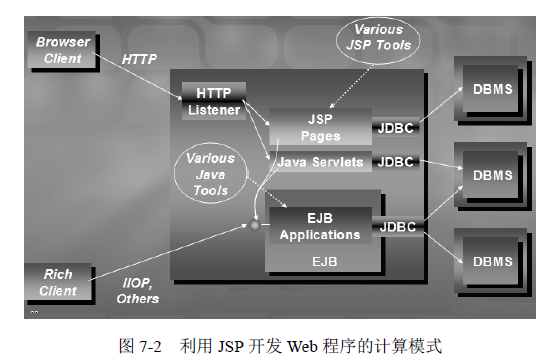 Browser
Client
HTTP
Various
JSP Tools
HTTP
Listener
JSP
Pages
JDBC
DBMS
Java Servlets
JDBC
DBMS
Various
Java
Tools
EJB
Applications
JDBC
EJB
DBMS
Rich
Client
IIOP,
Others
图 7-2 利用 JSP 开发 Web 程序的计算模式